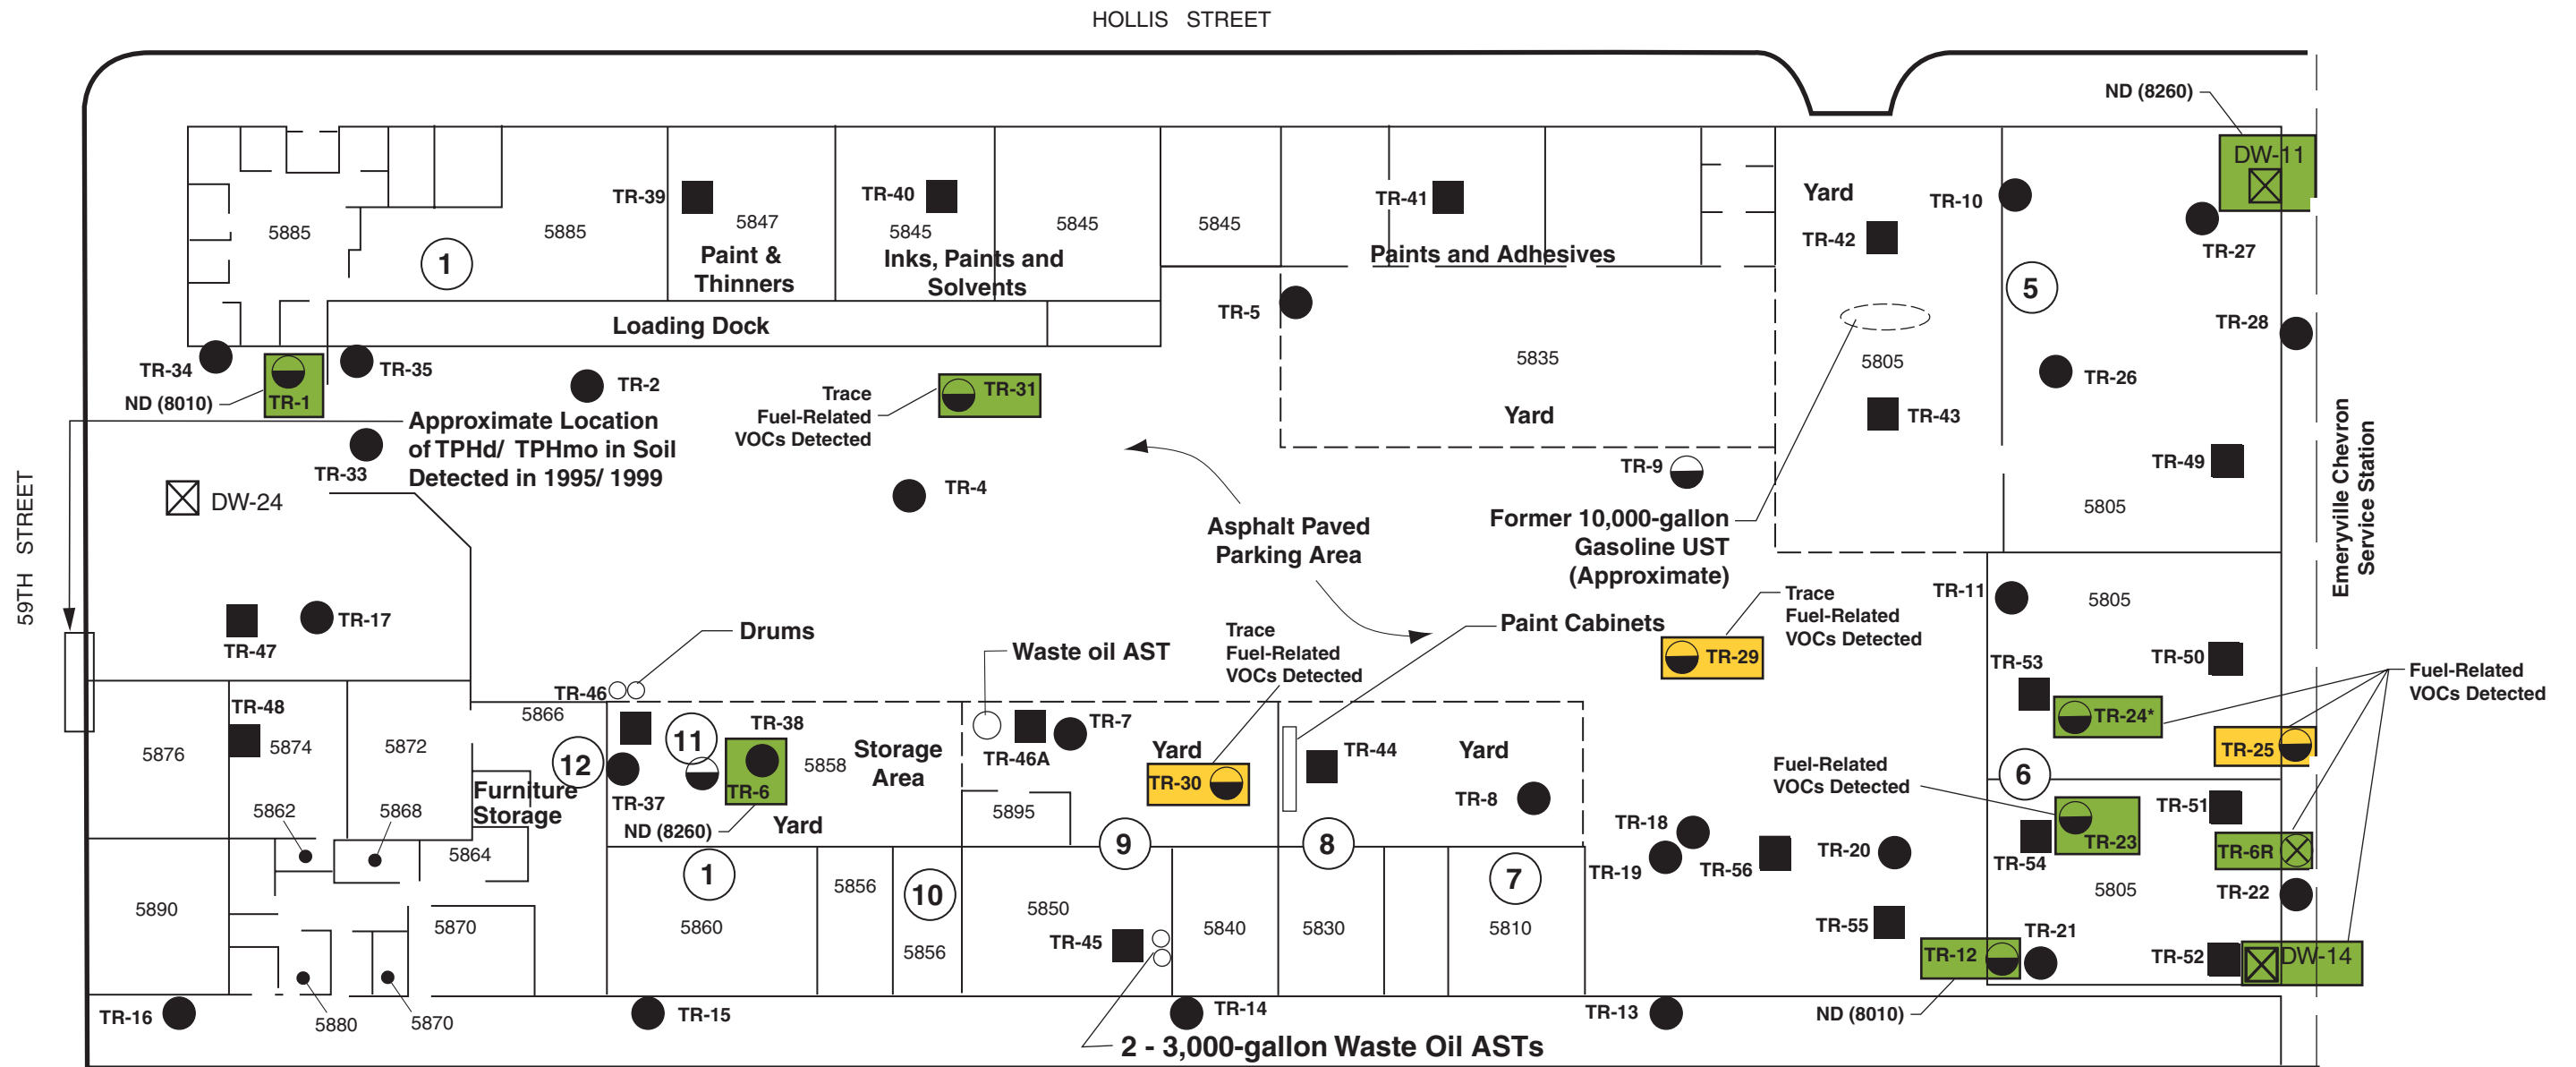 HOLLIS STREET
ND (8260)
DW-11
TR-39
5847
Paint &
Thinners
TR-40
5845
Inks, Paints and
Solvents
5845
5845
TR-41
Paints and Adhesives
Yard
TR-42
TR-10
TR-27
5885
1
5885
5
Loading Dock
TR-5
TR-28
5835
Yard
5805
TR-26
TR-34
TR-35
ND (8010)
TR-1
TR-2
Trace
Fuel-Related
VOCs Detected
TR-31
TR-43
Approximate Location
of TPHd/ TPHmo in Soil
Detected in 1995/ 1999
TR-33
TR-4
TR-9
TR-49
5805
Emeryville Chevron
Service Station
59TH STREET
DW-24
Asphalt Paved
Parking Area
Former 10,000-gallon
Gasoline UST
(Approximate)
TR-11
5805
TR-47
TR-17
Drums
Waste oil AST
Trace
Fuel-Related
VOCs Detected
Paint Cabinets
Trace
Fuel-Related
VOCs Detected
TR-29
TR-53
TR-50
Fuel-Related
VOCs Detected
TR-24*
TR-25
TR-46
TR-48
5876
5874
5872
5866
12
11
TR-38
TR-6
5858
Storage
Area
TR-46A
TR-7
Yard
TR-30
TR-44
Yard
TR-8
Fuel-Related
VOCs Detected
6
5862
5868
Furniture
Storage
TR-37
ND (8260)
Yard
5895
9
8
TR-18
TR-19
TR-56
TR-20
TR-54
TR-23
TR-51
TR-6R
5864
1
5856
10
7
TR-22
5805
5890
5870
5860
5856
5850
TR-45
5840
5830
5810
TR-55
TR-12
TR-21
TR-52
DW-14
TR-16
5880
5870
TR-15
TR-14
TR-13
ND (8010)
2 - 3,000-gallon Waste Oil ASTs